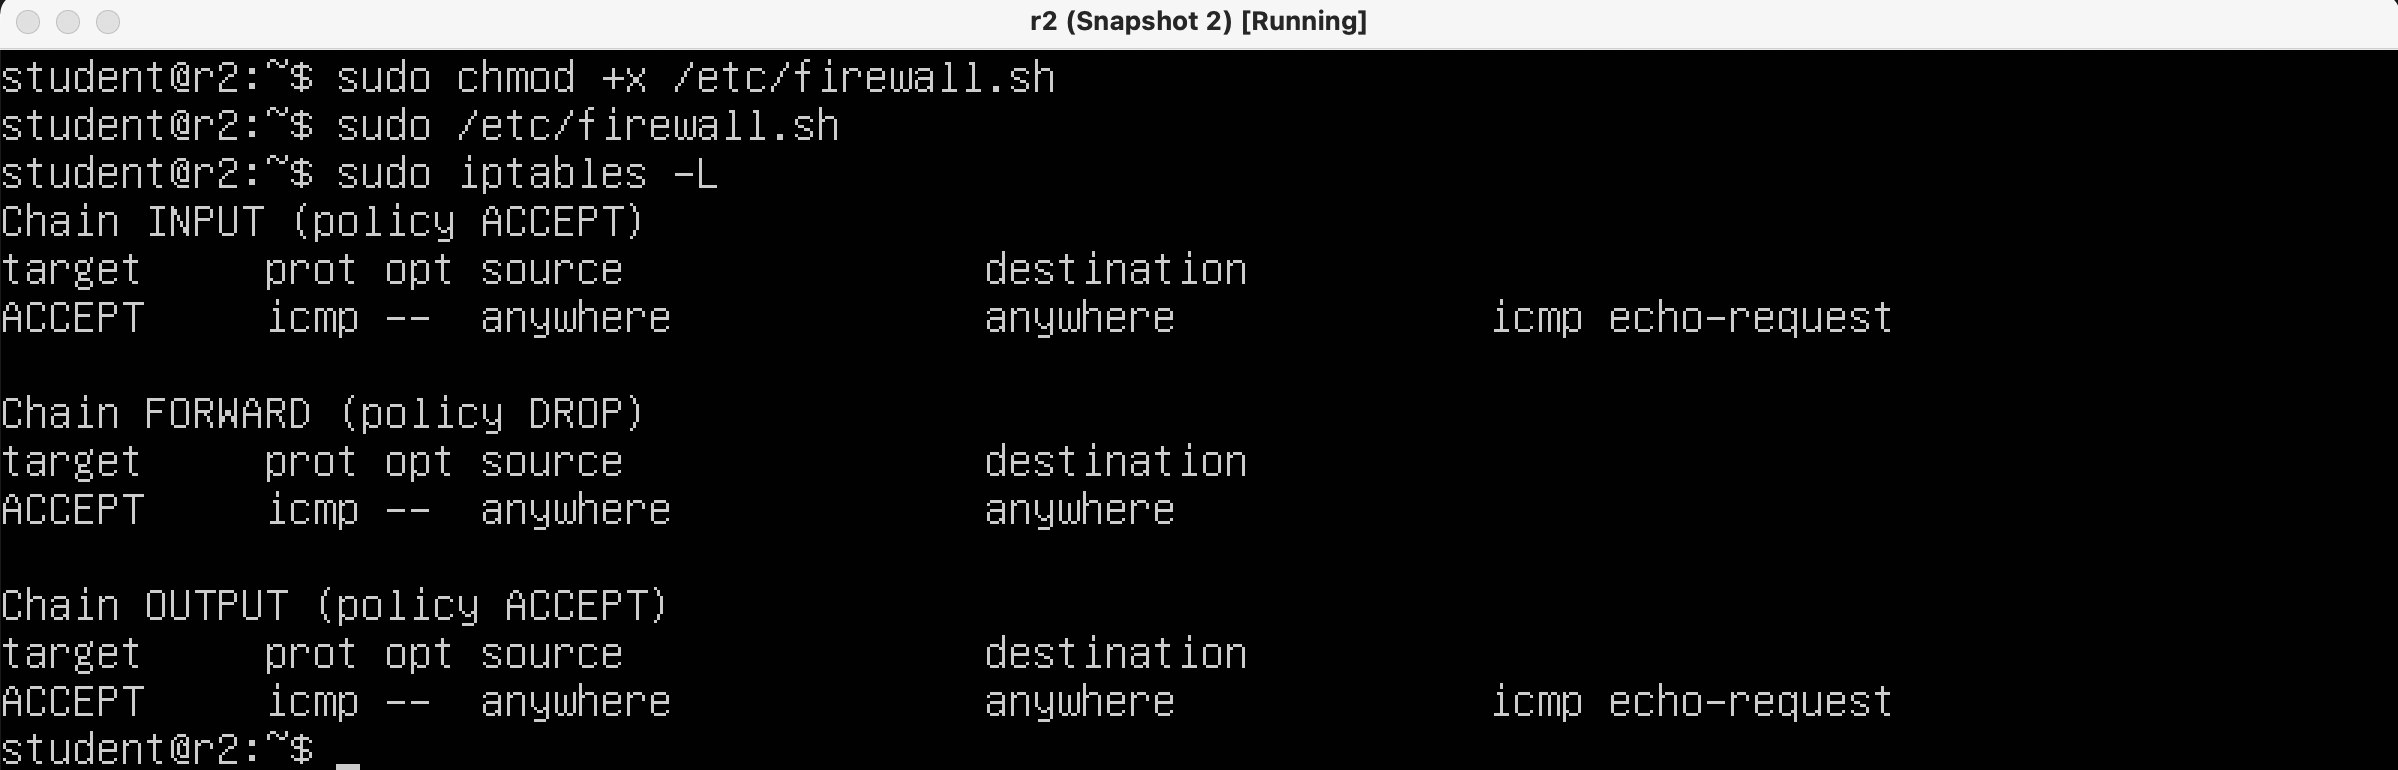 r2 (Snapshot 2) [Running]
student@r2:~$ sudo chmod +x /etc/firewall.sh
student@r2:~$ sudo /etc/firewall.sh
student@r2:~$ sudo iptables -L
Chain INPUT (policy ACCEPT)
target     prot opt source               destination
ACCEPT     icmp --  anywhere             anywhere             icmp echo-request

Chain FORWARD (policy DROP)
target     prot opt source               destination
ACCEPT     icmp --  anywhere             anywhere

Chain OUTPUT (policy ACCEPT)
target     prot opt source               destination
ACCEPT     icmp --  anywhere             anywhere             icmp echo-request
student@r2:~$